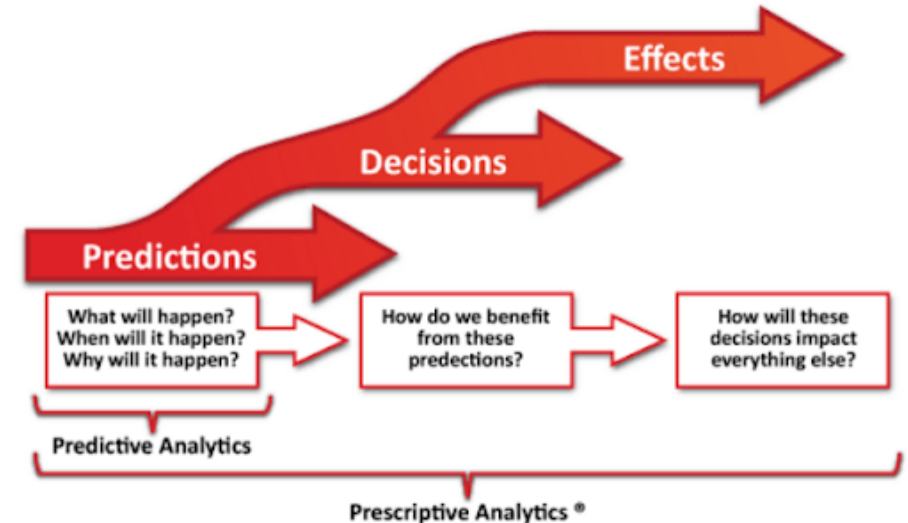 Effects
Decisions
Predictions
What will happen?
When will it happen?
Why will it happen?
How do we benefit
from these
predections?
How will these
decisions impact
everything else?
Predictive Analytics
Prescriptive Analytics ®